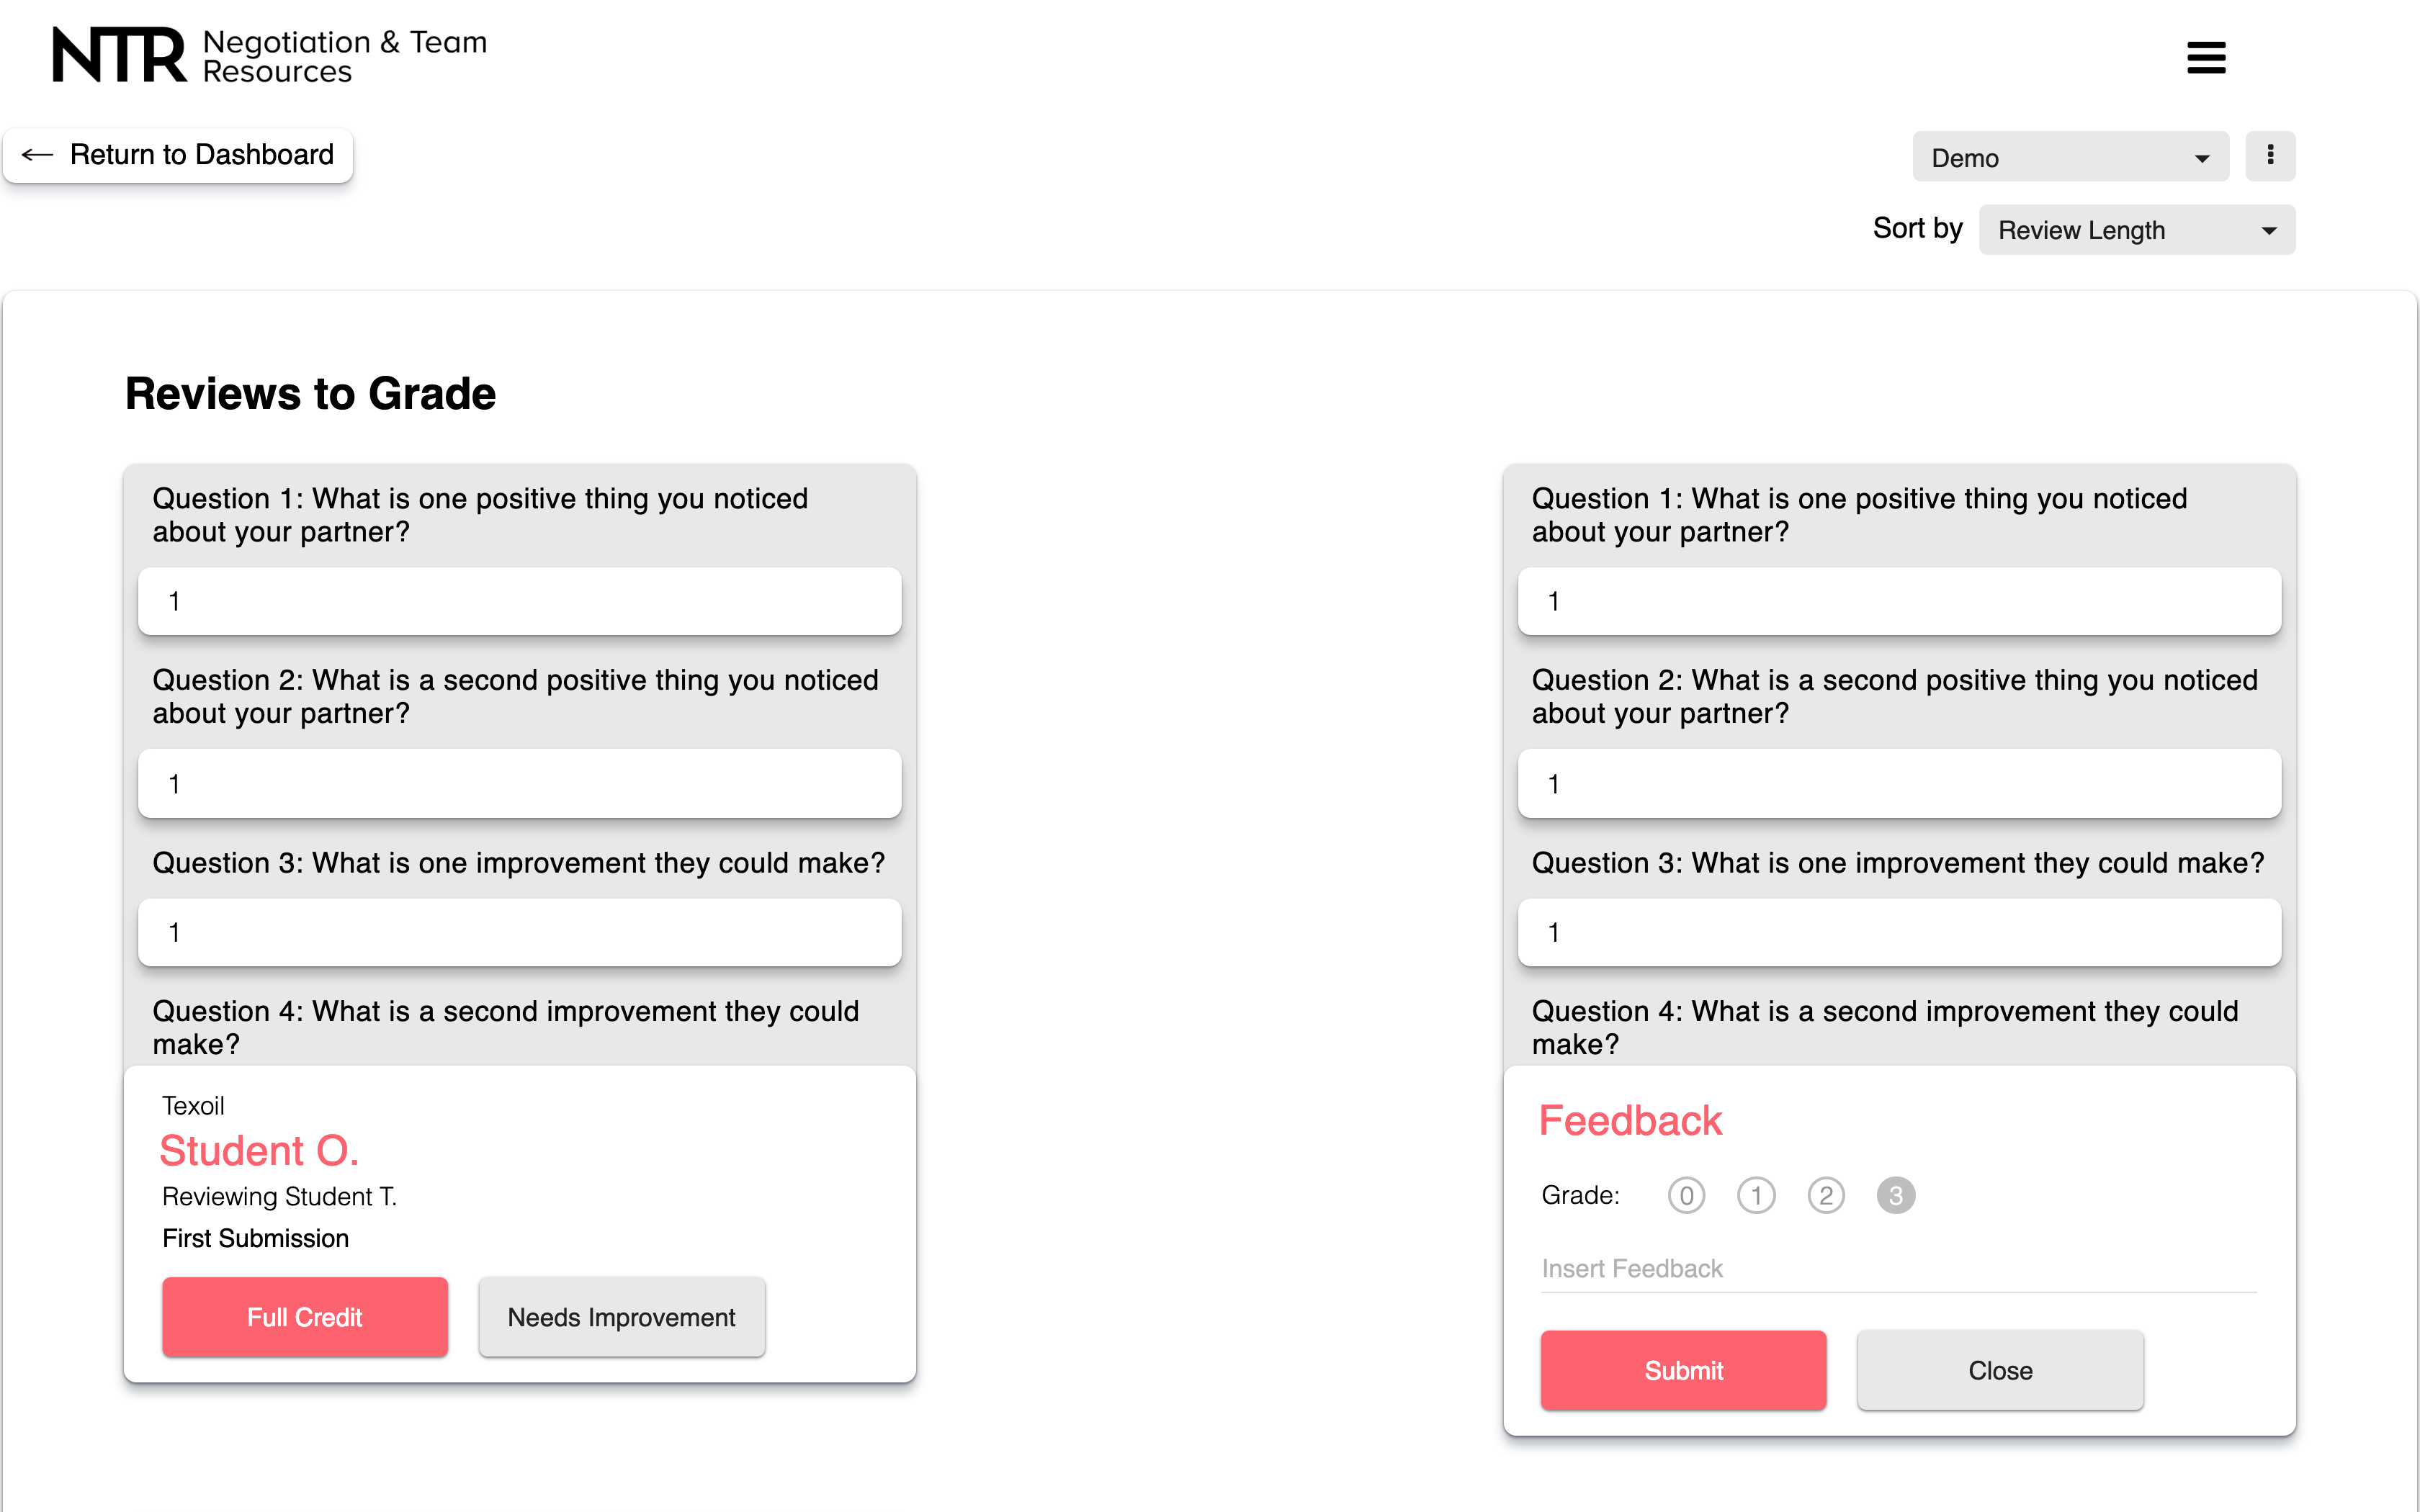 NTR Negotiation & Team
Resources
← Return to Dashboard
Demo
Sort by Review Length
Reviews to Grade
Question 1: What is one positive thing you noticed
about your partner?
1
Question 2: What is a second positive thing you noticed
about your partner?
1
Question 3: What is one improvement they could make?
1
Question 4: What is a second improvement they could
make?
Texoil
Student O.
Reviewing Student T.
First Submission
Full Credit
Needs Improvement
Question 1: What is one positive thing you noticed
about your partner?
1
Question 2: What is a second positive thing you noticed
about your partner?
1
Question 3: What is one improvement they could make?
1
Question 4: What is a second improvement they could
make?
Feedback
Grade: 0 1 2 3
Insert Feedback
Submit
Close